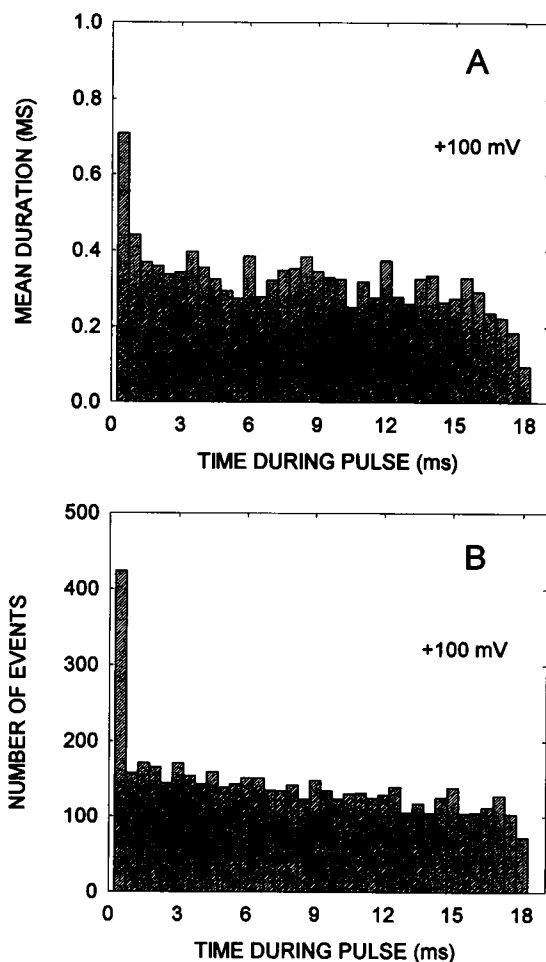 A
+100 mV
MEAN DURATION (MS)
1.0
0.8
0.6
0.4
0.2
0.0
0 3 6 9 12 15 18
TIME DURING PULSE (ms)
B
+100 mV
NUMBER OF EVENTS
500
400
300
200
100
0
0 3 6 9 12 15 18
TIME DURING PULSE (ms)